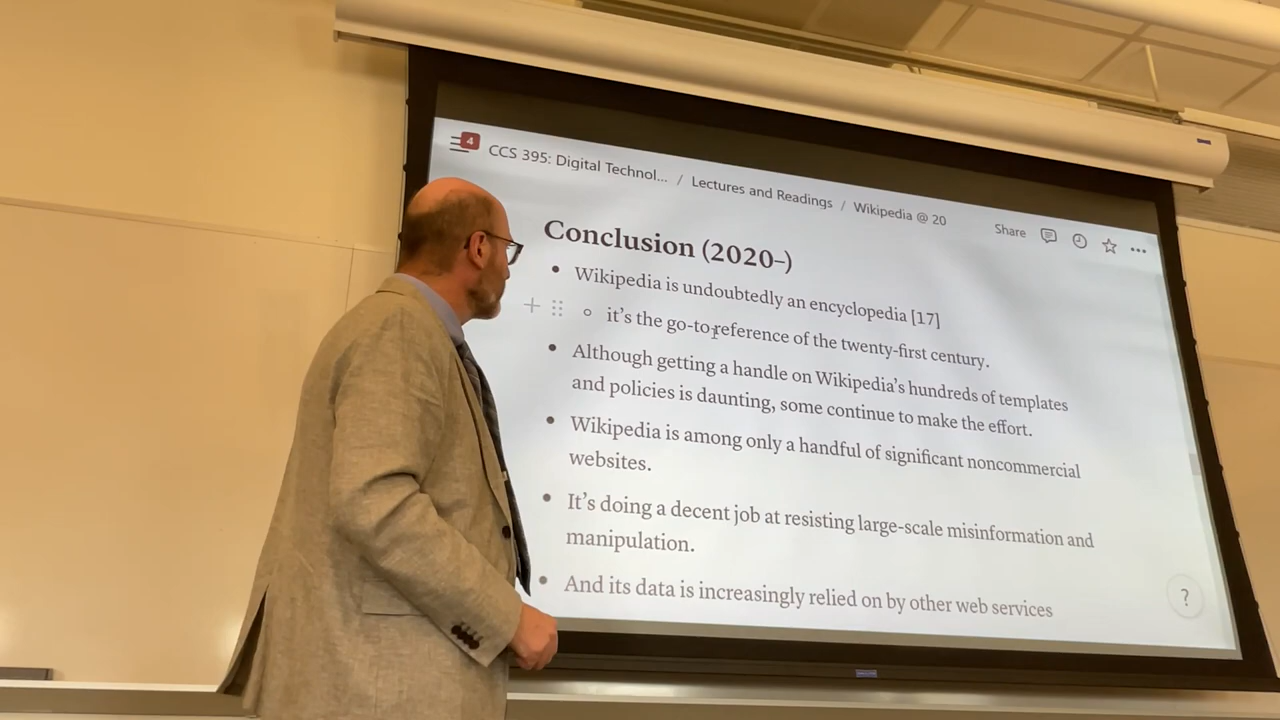 4
CCS 395: Digital Technol... / Lectures and Readings / Wikipedia @ 20
Share
Conclusion (2020–)
• Wikipedia is undoubtedly an encyclopedia [17]
◦ it’s the go-to reference of the twenty-first century.
• Although getting a handle on Wikipedia’s hundreds of templates
and policies is daunting, some continue to make the effort.
• Wikipedia is among only a handful of significant noncommercial
websites.
• It’s doing a decent job at resisting large-scale misinformation and
manipulation.
• And its data is increasingly relied on by other web services
?